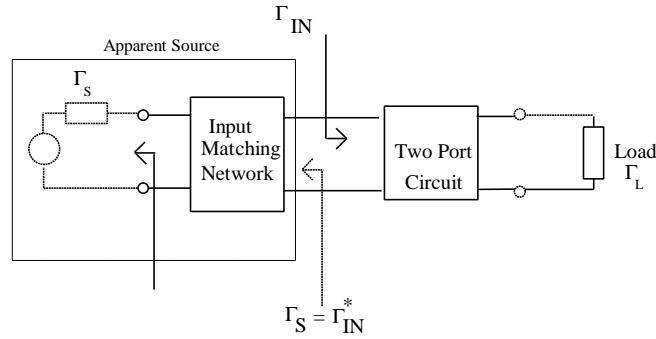 Γ IN
Apparent Source
Γ S
Input
Matching
Network
Two Port
Circuit
Load
Γ L
Γ S = Γ * IN